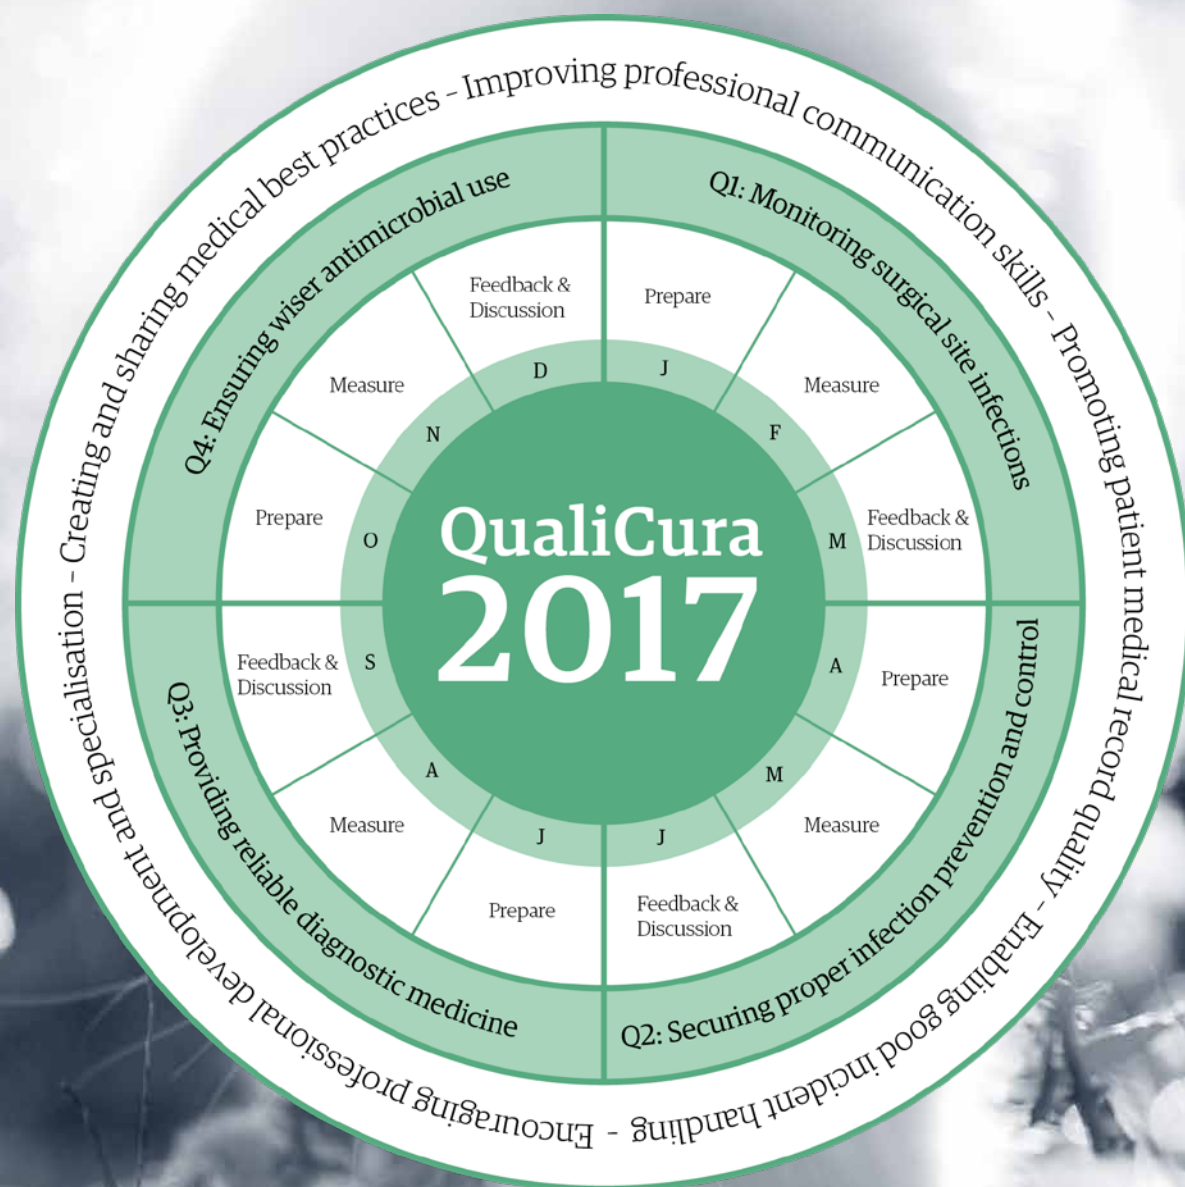 QualiCura
2017
Improving professional communication skills – Promoting patient medical record quality – Enabling good incident handling – Encouraging professional development and specialisation – Creating and sharing medical best practices –
Q1: Monitoring surgical site infections
Prepare
J
Measure
F
Feedback &
Discussion
M
Q2: Securing proper infection prevention and control
Prepare
A
Measure
M
Feedback &
Discussion
J
Q3: Providing reliable diagnostic medicine
Prepare
J
Measure
A
Feedback &
Discussion
S
Q4: Ensuring wiser antimicrobial use
Prepare
O
Measure
N
Feedback &
Discussion
D